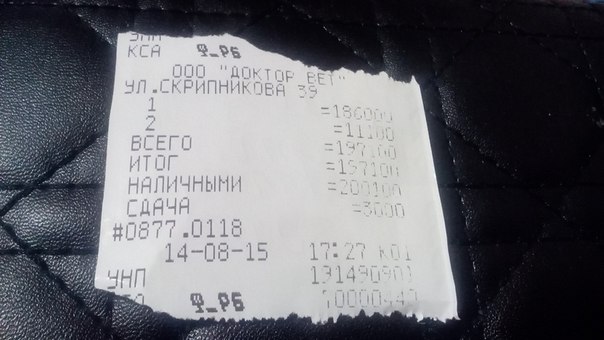 КСА Ф_РБ
ООО "ДОКТОР ВЕТ"
УЛ.СКРИПНИКОВА 39
1 =186000
2 =11100
ВСЕГО =197100
ИТОГ =197100
НАЛИЧНЫМИ =200100
СДАЧА =3000
#0877.0118
14-08-15 17:27 К01
УНП 191490901
Ф_РБ